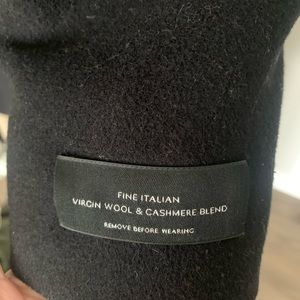 FINE ITALIAN
VIRGIN WOOL & CASHMERE BLEND
REMOVE BEFORE WEARING